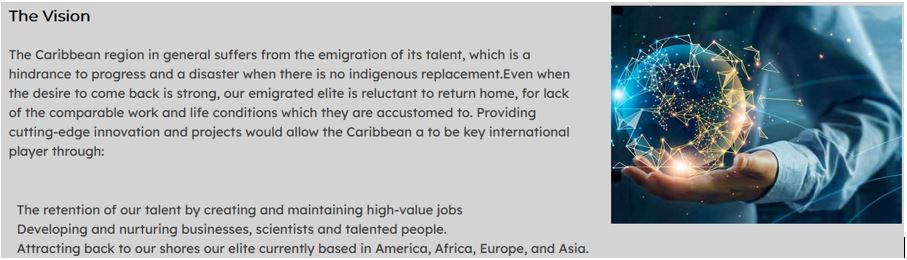 The Vision
The Caribbean region in general suffers from the emigration of its talent, which is a
hindrance to progress and a disaster when there is no indigenous replacement.Even when
the desire to come back is strong, our emigrated elite is reluctant to return home, for lack
of the comparable work and life conditions which they are accustomed to. Providing
cutting-edge innovation and projects would allow the Caribbean a to be key international
player through:
The retention of our talent by creating and maintaining high-value jobs
Developing and nurturing businesses, scientists and talented people.
Attracting back to our shores our elite currently based in America, Africa, Europe, and Asia.